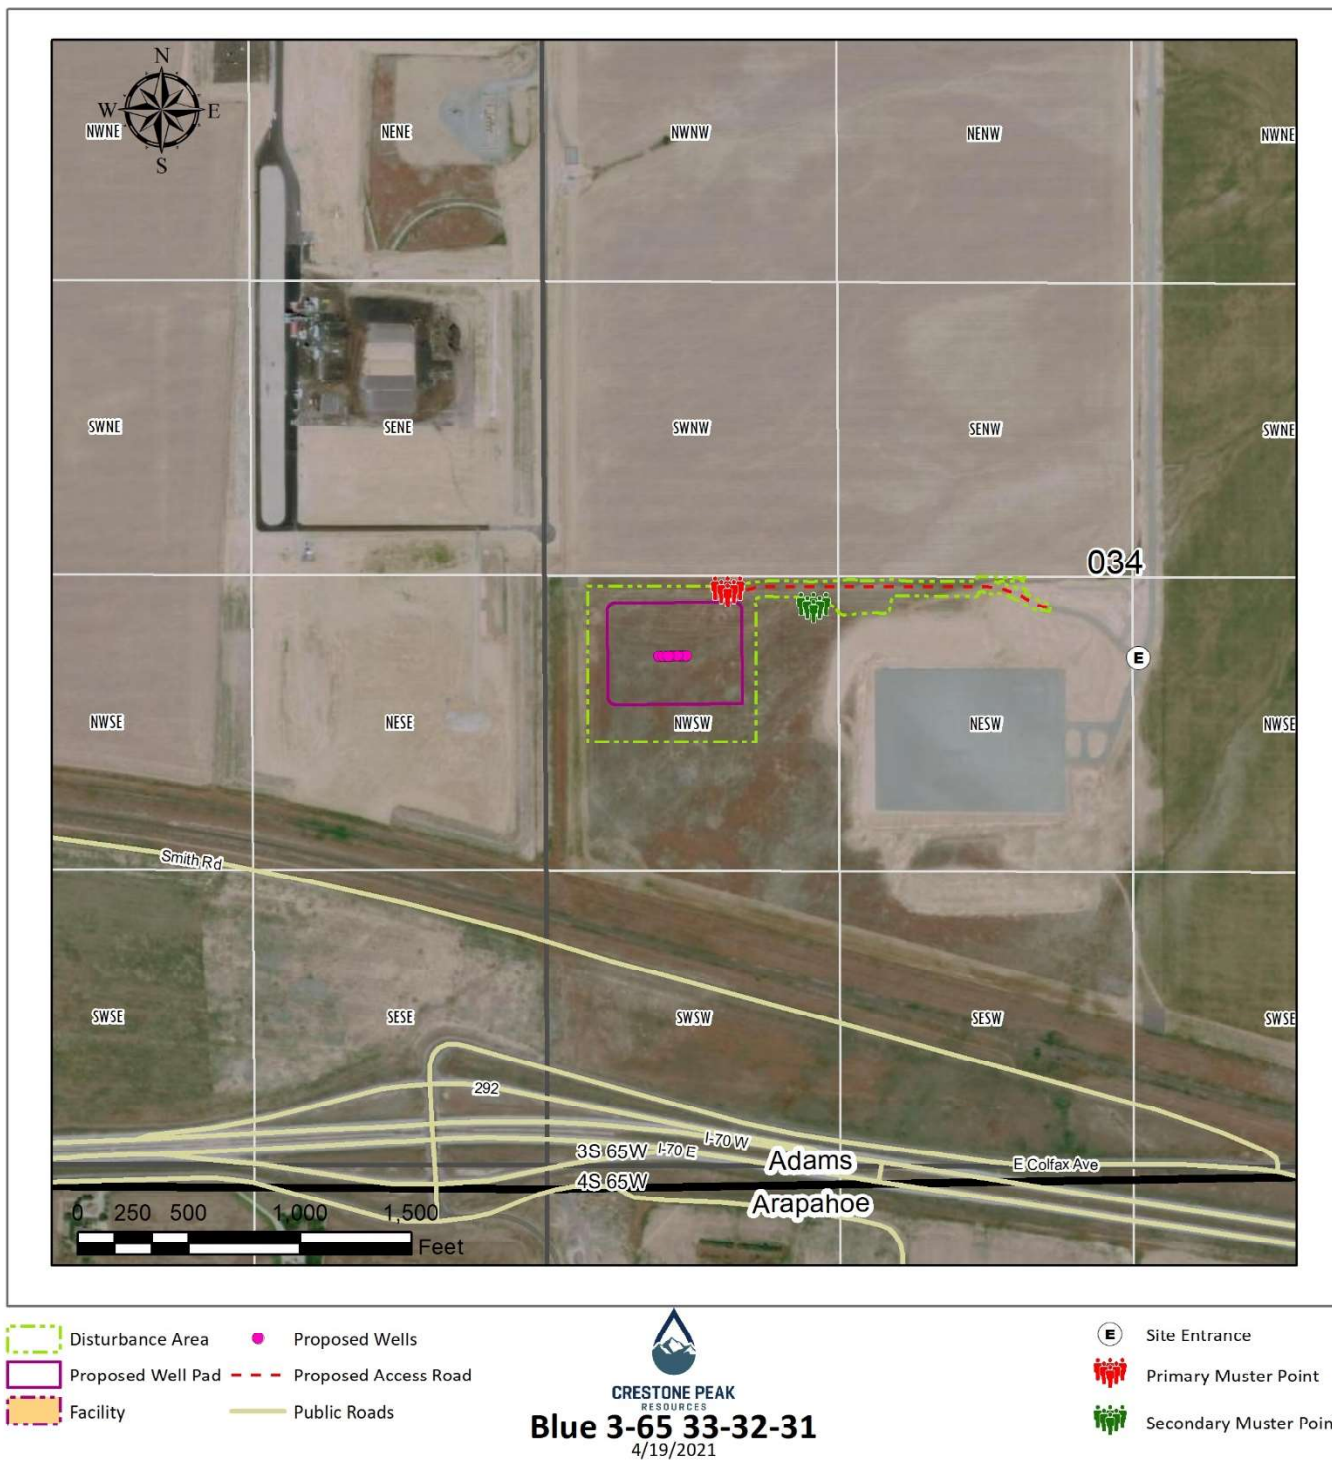 N
W E
S
NWNE NENE NWNW NENW NWNE
SWNE SENE SWNW SENW SWNE
034
E
NWSE NESE NWSW NESW NWSE
Smith Rd
SWSE SESE SWSW SESW SWSE
292
I-70 W
3S 65W I-70 E Adams E Colfax Ave
4S 65W
Arapahoe
0 250 500 1,000 1,500
Feet
Disturbance Area
Proposed Well Pad
Facility
Proposed Wells
Proposed Access Road
Public Roads
CRESTONE PEAK
RESOURCES
Blue 3-65 33-32-31
4/19/2021
E Site Entrance
Primary Muster Point
Secondary Muster Poin